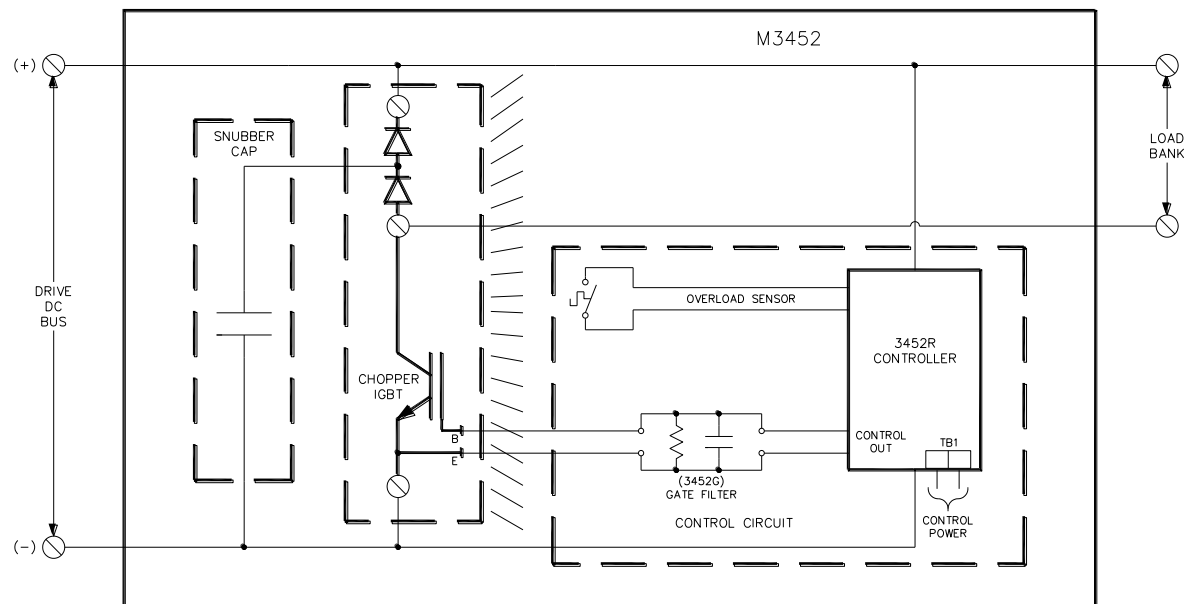 M3452
(+)
SNUBBER
CAP
LOAD
BANK
DRIVE
DC
BUS
OVERLOAD SENSOR
3452R
CONTROLLER
CHOPPER
IGBT
B
E
CONTROL
OUT
TB1
(3452G)
GATE FILTER
CONTROL CIRCUIT
CONTROL
POWER
(-)